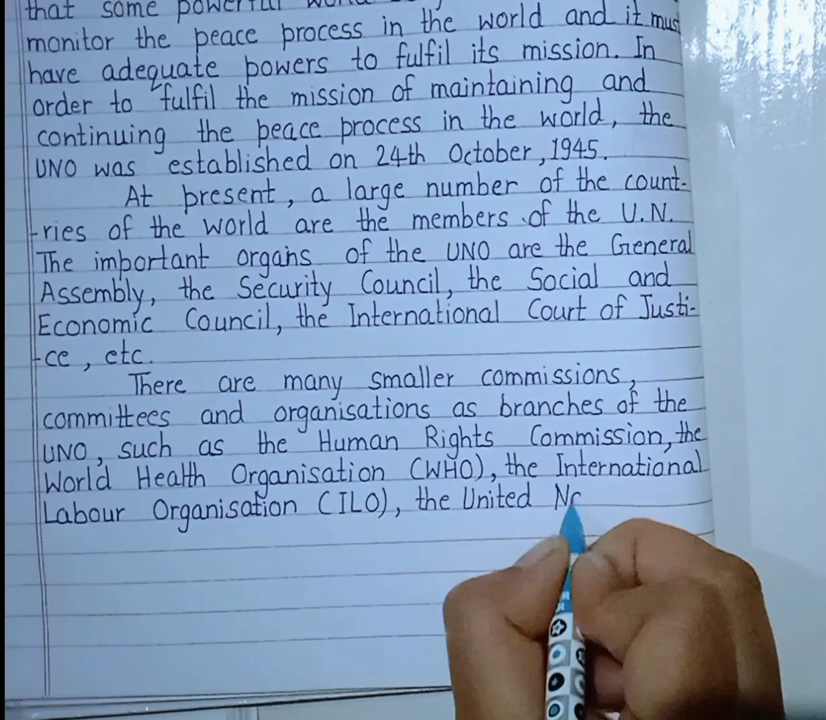 that some powerful
monitor the peace process in the world and it must
have adequate powers to fulfil its mission. In
order to fulfil the mission of maintaining and
continuing the peace process in the world, the
UNO was established on 24th October, 1945.
At present, a large number of the count-
-ries of the world are the members of the U.N.
The important organs of the UNO are the General
Assembly, the Security Council, the Social and
Economic Council, the International Court of Justi-
-ce, etc.
There are many smaller commissions,
committees and organisations as branches of the
UNO, such as the Human Rights Commission, the
World Health Organisation (WHO), the International
Labour Organisation (ILO), the United